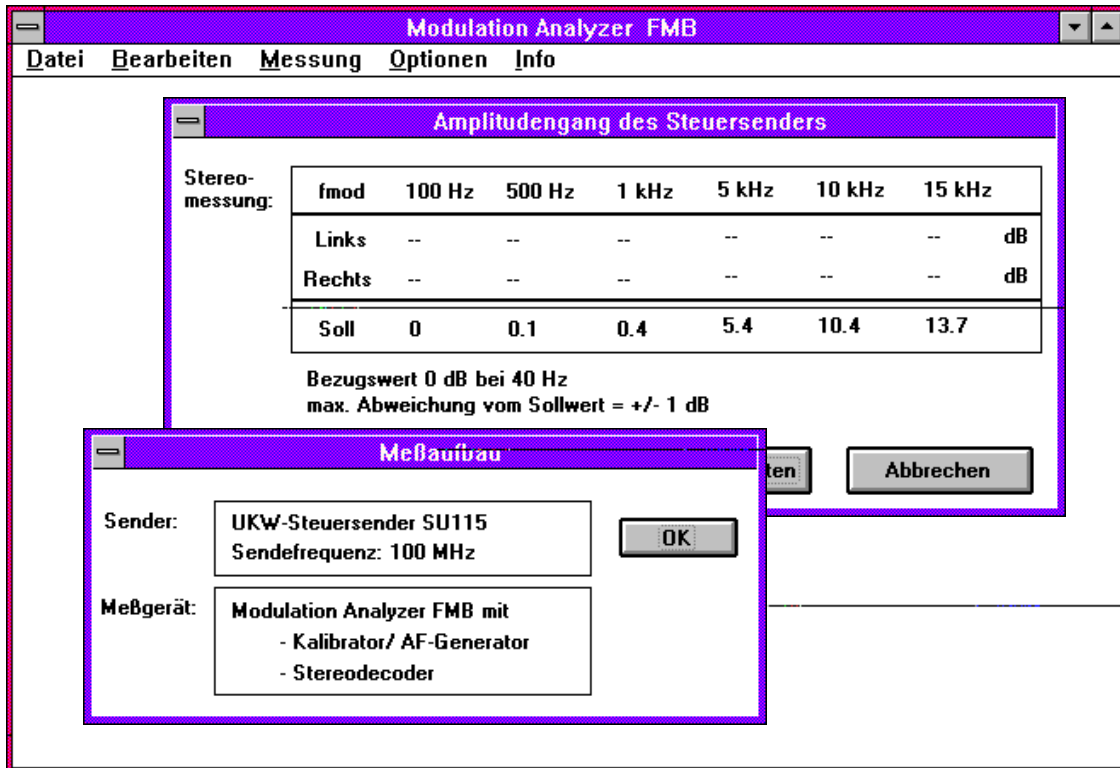 Modulation Analyzer FMB
Datei Bearbeiten Messung Optionen Info
Amplitudengang des Steuersenders
Stereo-
messung:
fmod 100 Hz 500 Hz 1 kHz 5 kHz 10 kHz 15 kHz
Links -- -- -- -- -- -- dB
Rechts -- -- -- -- -- -- dB
Soll 0 0.1 0.4 5.4 10.4 13.7
Bezugswert 0 dB bei 40 Hz
max. Abweichung vom Sollwert = +/- 1 dB
Abbrechen
Meßaufbau
Sender:
UKW-Steuersender SU115
Sendefrequenz: 100 MHz
OK
Meßgerät:
Modulation Analyzer FMB mit
- Kalibrator/ AF-Generator
- Stereodecoder